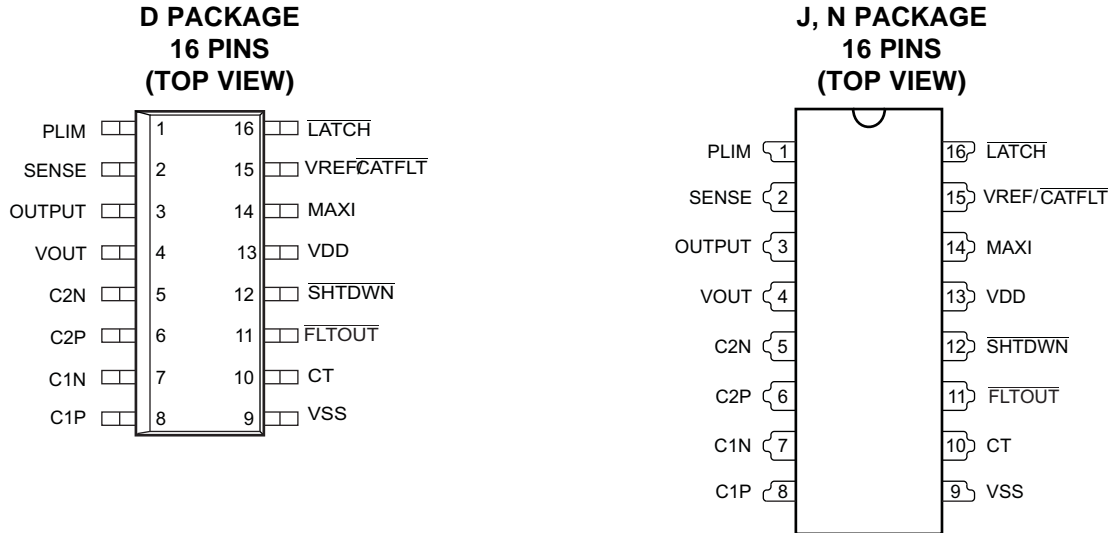 D PACKAGE
16 PINS
(TOP VIEW)
PLIM 1 16 LATCH
SENSE 2 15 VREF/CATFLT
OUTPUT 3 14 MAXI
VOUT 4 13 VDD
C2N 5 12 SHTDWN
C2P 6 11 FLTOUT
C1N 7 10 CT
C1P 8 9 VSS
J, N PACKAGE
16 PINS
(TOP VIEW)
PLIM 1 16 LATCH
SENSE 2 15 VREF/CATFLT
OUTPUT 3 14 MAXI
VOUT 4 13 VDD
C2N 5 12 SHTDWN
C2P 6 11 FLTOUT
C1N 7 10 CT
C1P 8 9 VSS